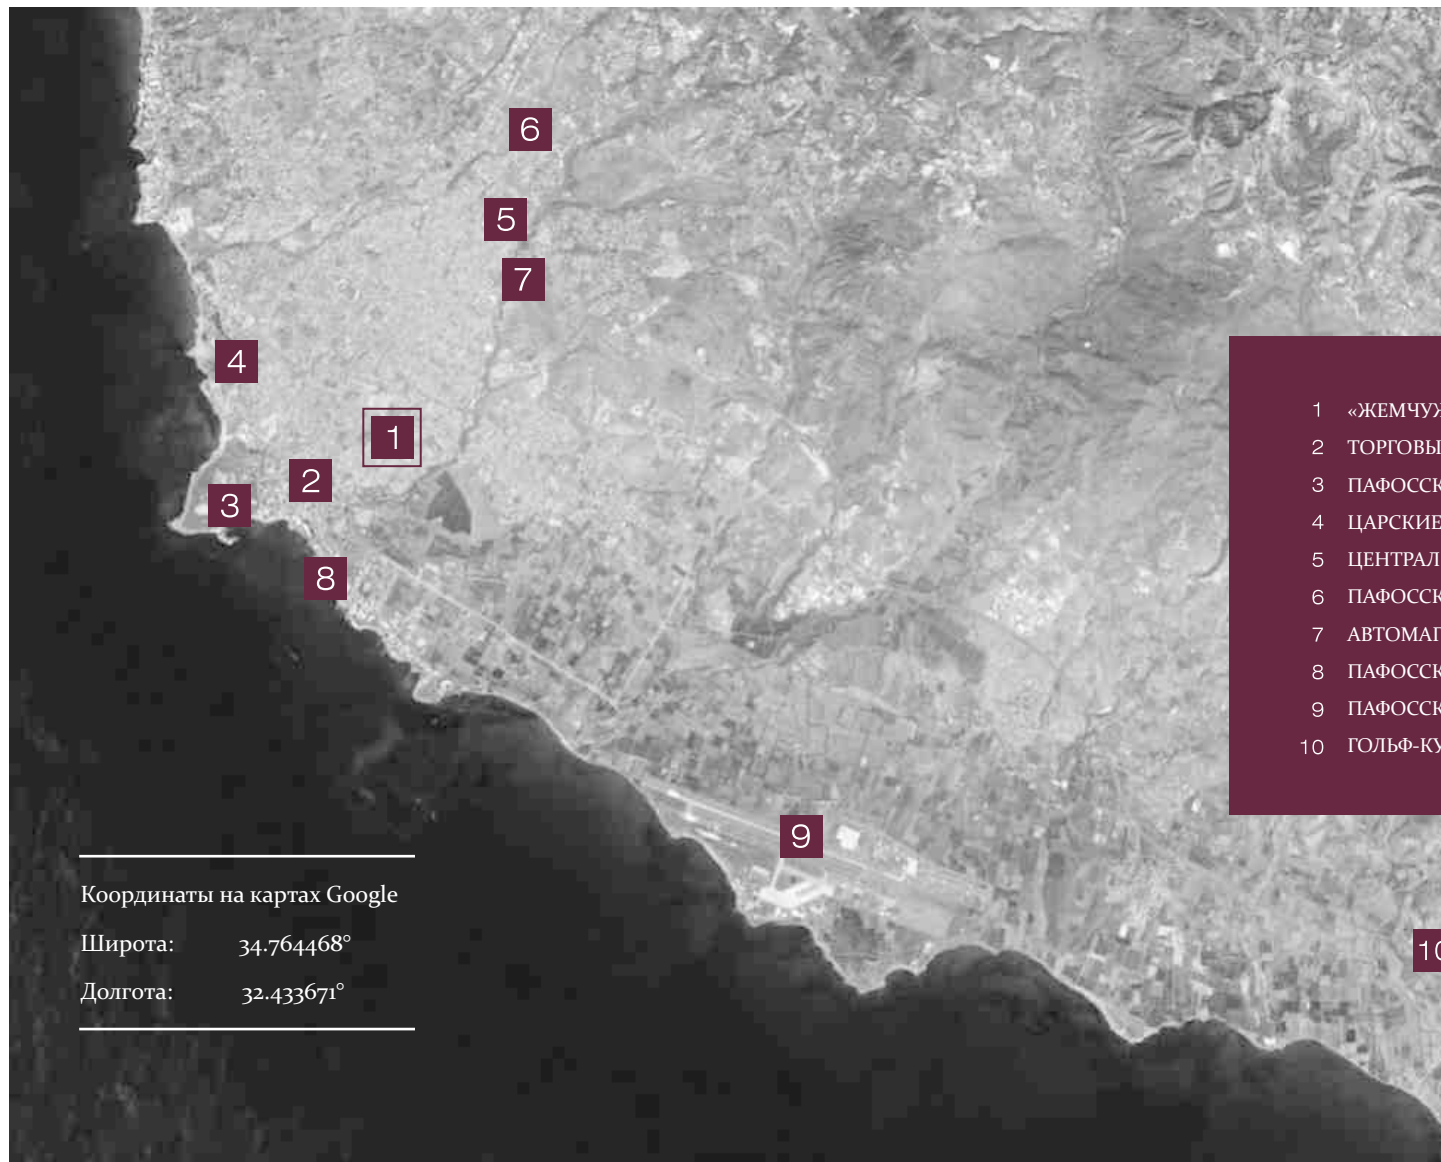 6
5
7
4
1
2
3
8
9
10
1 «ЖЕМЧУЖ
2 ТОРГОВЫ
3 ПАФОССК
4 ЦАРСКИЕ
5 ЦЕНТРАЛ
6 ПАФОССК
7 АВТОМАГ
8 ПАФОССК
9 ПАФОССК
10 ГОЛЬФ-КУ
Координаты на картах Google
Широта: 34.764468°
Долгота: 32.433671°